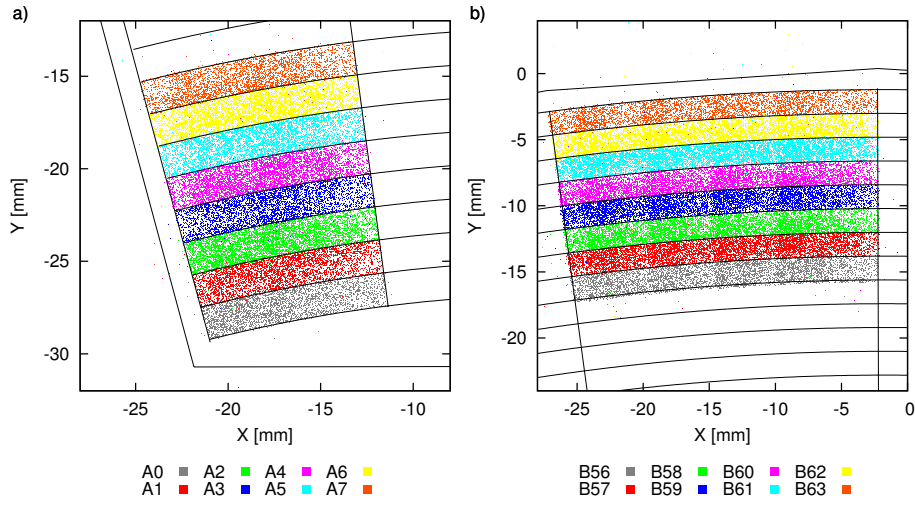 a)
-15
-20
-25
-30
Y [mm]
-25 -20 -15 -10
X [mm]
A0 A2 A4 A6
A1 A3 A5 A7
b)
0
-5
-10
-15
-20
Y [mm]
-25 -20 -15 -10 -5 0
X [mm]
B56 B58 B60 B62
B57 B59 B61 B63